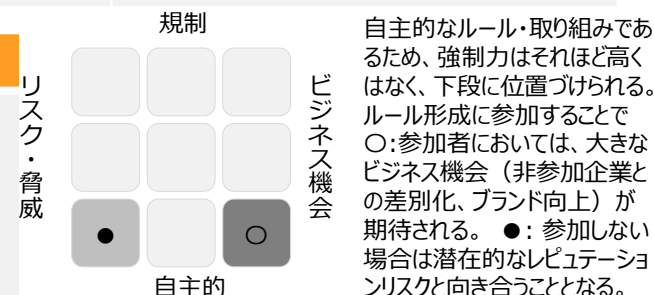 規制
リスク・脅威
ビジネス機会
●
〇
自主的
自主的なルール・取り組みであ
るため、強制力はそれほど高く
はなく、下段に位置づけられる。
ルール形成に参加することで
〇:参加者においては、大きな
ビジネス機会（非参加企業と
の差別化、ブランド向上）が
期待される。 ●: 参加しない
場合は潜在的なレピュテーショ
ンリスクと向き合うこととなる。